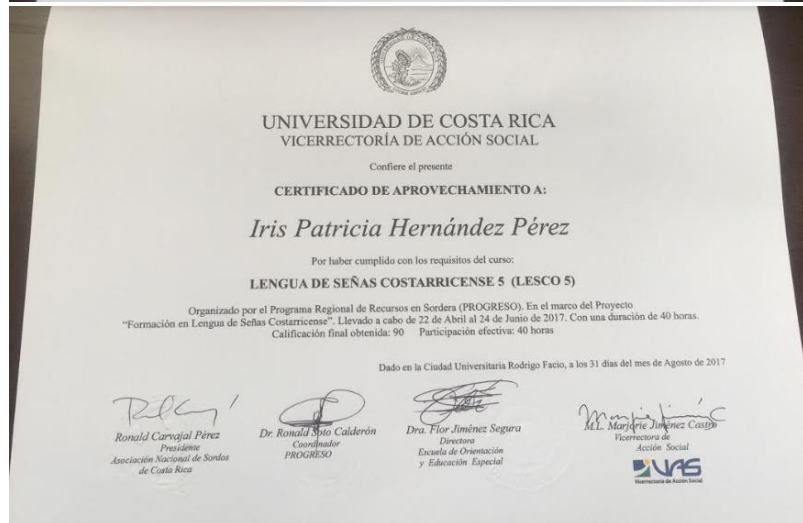 UNIVERSIDAD DE COSTA RICA
VICERRECTORÍA DE ACCIÓN SOCIAL
Confiere el presente
CERTIFICADO DE APROVECHAMIENTO A:
Iris Patricia Hernández Pérez
Por haber cumplido con los requisitos del curso:
LENGUA DE SEÑAS COSTARRICENSE 5 (LESCO 5)
Organizado por el Programa Regional de Recursos en Sordera (PROGRESO). En el marco del Proyecto
"Formación en Lengua de Señas Costarricense". Llevado a cabo de 22 de Abril al 24 de Junio de 2017. Con una duración de 40 horas.
Calificación final obtenida: 90 Participación efectiva: 40 horas
Dado en la Ciudad Universitaria Rodrigo Facio, a los 31 días del mes de Agosto de 2017
Ronald Carvajal Pérez
Presidente
Asociación Nacional de Sordos
de Costa Rica
Dr. Ronald Soto Calderón
Coordinador
PROGRESO
Dra. Flor Jiménez Segura
Directora
Escuela de Orientación
y Educación Especial
M.L. Marjorie Jiménez Castro
Vicerrectora de
Acción Social
VAS
Vicerrectoría de Acción Social